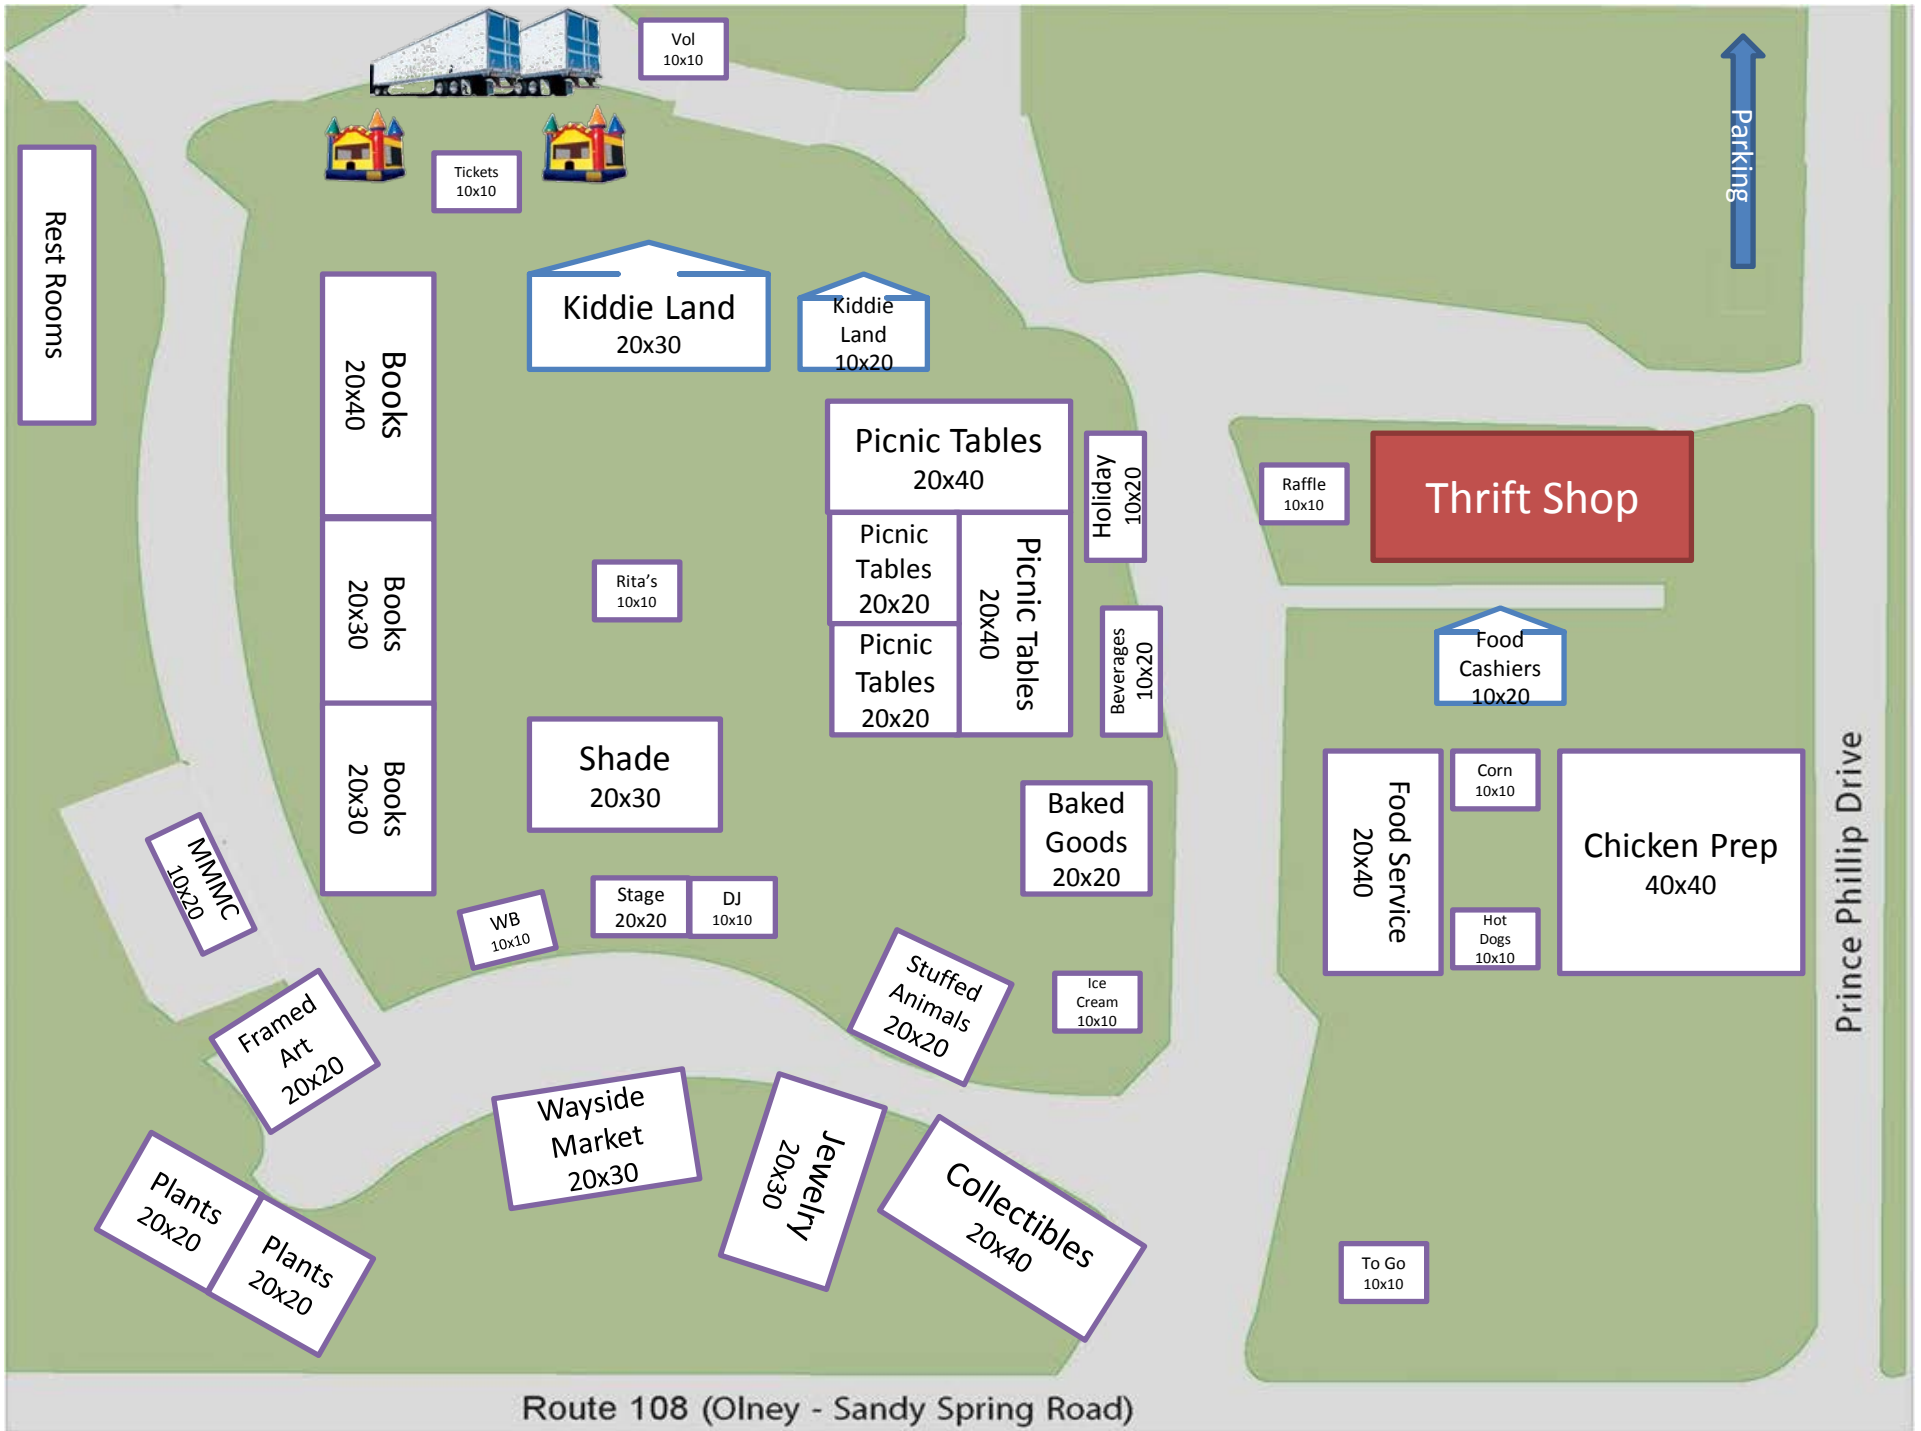 Vol
10x10
Parking
Tickets
10x10
Rest Rooms
Kiddie Land
20x30
Kiddie
Land
10x20
Books
20x40
Picnic Tables
20x40
Holiday
10x20
Raffle
10x10
Thrift Shop
Picnic
Tables
20x20
Picnic Tables
20x40
Rita’s
10x10
Books
20x30
Picnic
Tables
20x20
Beverages
10x20
Food
Cashiers
10x20
Shade
20x30
Books
20x30
Baked
Goods
20x20
Food Service
20x40
Corn
10x10
Chicken Prep
40x40
Hot
Dogs
10x10
Prince Phillip Drive
MMMC
10x20
WB
10x10
Stage
20x20
DJ
10x10
Stuffed
Animals
20x20
Ice
Cream
10x10
Framed
Art
20x20
Wayside
Market
20x30
Jewelry
20x30
Collectibles
20x40
Plants
20x20
Plants
20x20
To Go
10x10
Route 108 (Olney - Sandy Spring Road)